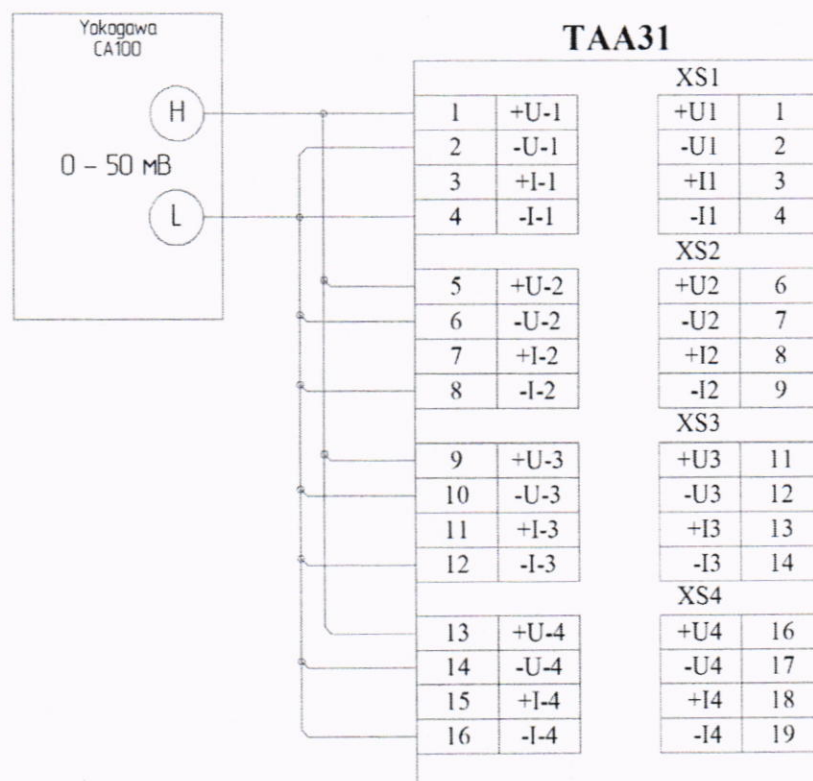 Yokogawa
CA100
H
0 – 50 мВ
L
TAA31
XS1
1 +U-1 +U1 1
2 -U-1 -U1 2
3 +I-1 +I1 3
4 -I-1 -I1 4
XS2
5 +U-2 +U2 6
6 -U-2 -U2 7
7 +I-2 +I2 8
8 -I-2 -I2 9
XS3
9 +U-3 +U3 11
10 -U-3 -U3 12
11 +I-3 +I3 13
12 -I-3 -I3 14
XS4
13 +U-4 +U4 16
14 -U-4 -U4 17
15 +I-4 +I4 18
16 -I-4 -I4 19